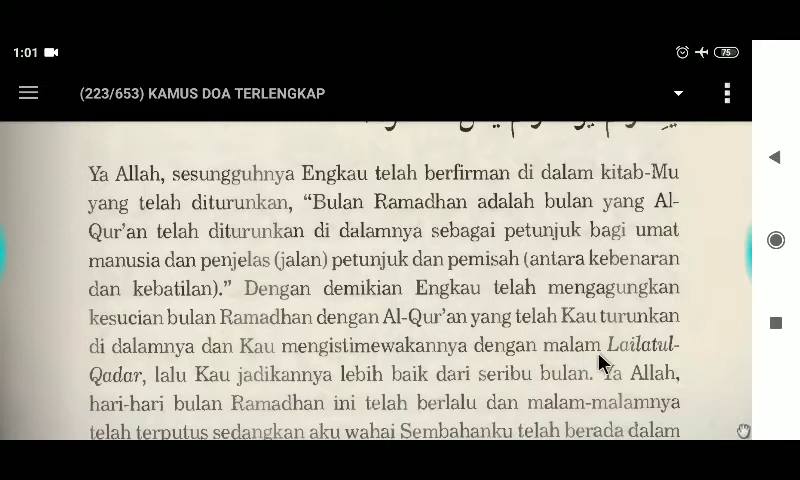 1:01
75
(223/653) KAMUS DOA TERLENGKAP
Ya Allah, sesungguhnya Engkau telah berfirman di dalam kitab-Mu
yang telah diturunkan, “Bulan Ramadhan adalah bulan yang Al-
Qur’an telah diturunkan di dalamnya sebagai petunjuk bagi umat
manusia dan penjelas (jalan) petunjuk dan pemisah (antara kebenaran
dan kebatilan).” Dengan demikian Engkau telah mengagungkan
kesucian bulan Ramadhan dengan Al-Qur’an yang telah Kau turunkan
di dalamnya dan Kau mengistimewakannya dengan malam Lailatul-
Qadar, lalu Kau jadikannya lebih baik dari seribu bulan. Ya Allah,
hari-hari bulan Ramadhan ini telah berlalu dan malam-malamnya
telah terputus sedangkan aku wahai Sembahanku telah berada dalam